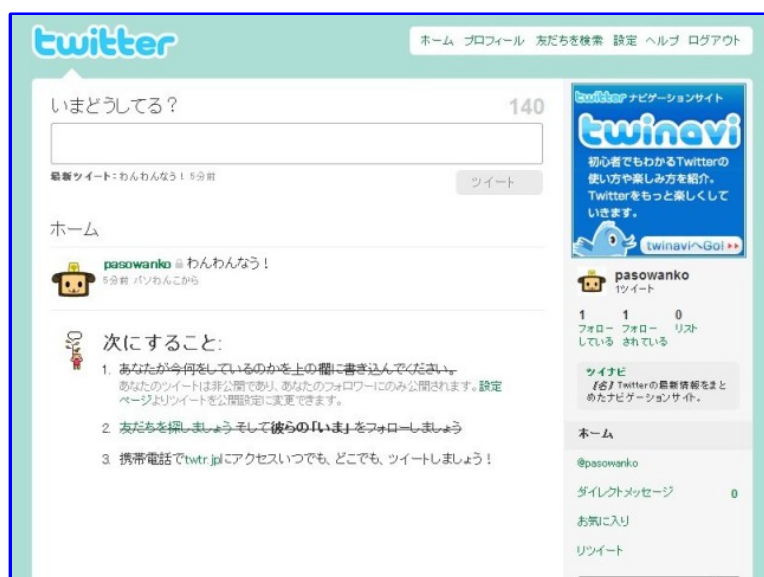 twitter
ホーム プロフィール 友だちを検索 設定 ヘルプ ログアウト
いまどうしてる？
140
最新ツイート：わんわんなう！ 5分前
ツイート
ホーム
pasowanko わんわんなう！
5分前 パソわんこから
次にすること:
1. あなたが今何をしているのかを上の欄に書き込んでください。
あなたのツイートは非公開であり、あなたのフォロワーにのみ公開されます。設定
ページよりツイートを公開設定に変更できます。
2. 友だちを探しましょうそして彼らの「いま」をフォローしましょう
3. 携帯電話でtwtr.jpにアクセスいつでも、どこでも、ツイートしましょう！
twitter ナビゲーションサイト
twinavi
初心者でもわかるTwitterの
使い方や楽しみ方を紹介。
Twitterをもっと楽しくして
いきます。
twinaviへGo!
pasowanko
1ツイート
1 1 0
フォロー フォロー リスト
している されている
ツイナビ
【名】 Twitterの最新情報をまと
めたナビゲーションサイト。
ホーム
@pasowanko
ダイレクトメッセージ 0
お気に入り
リツイート